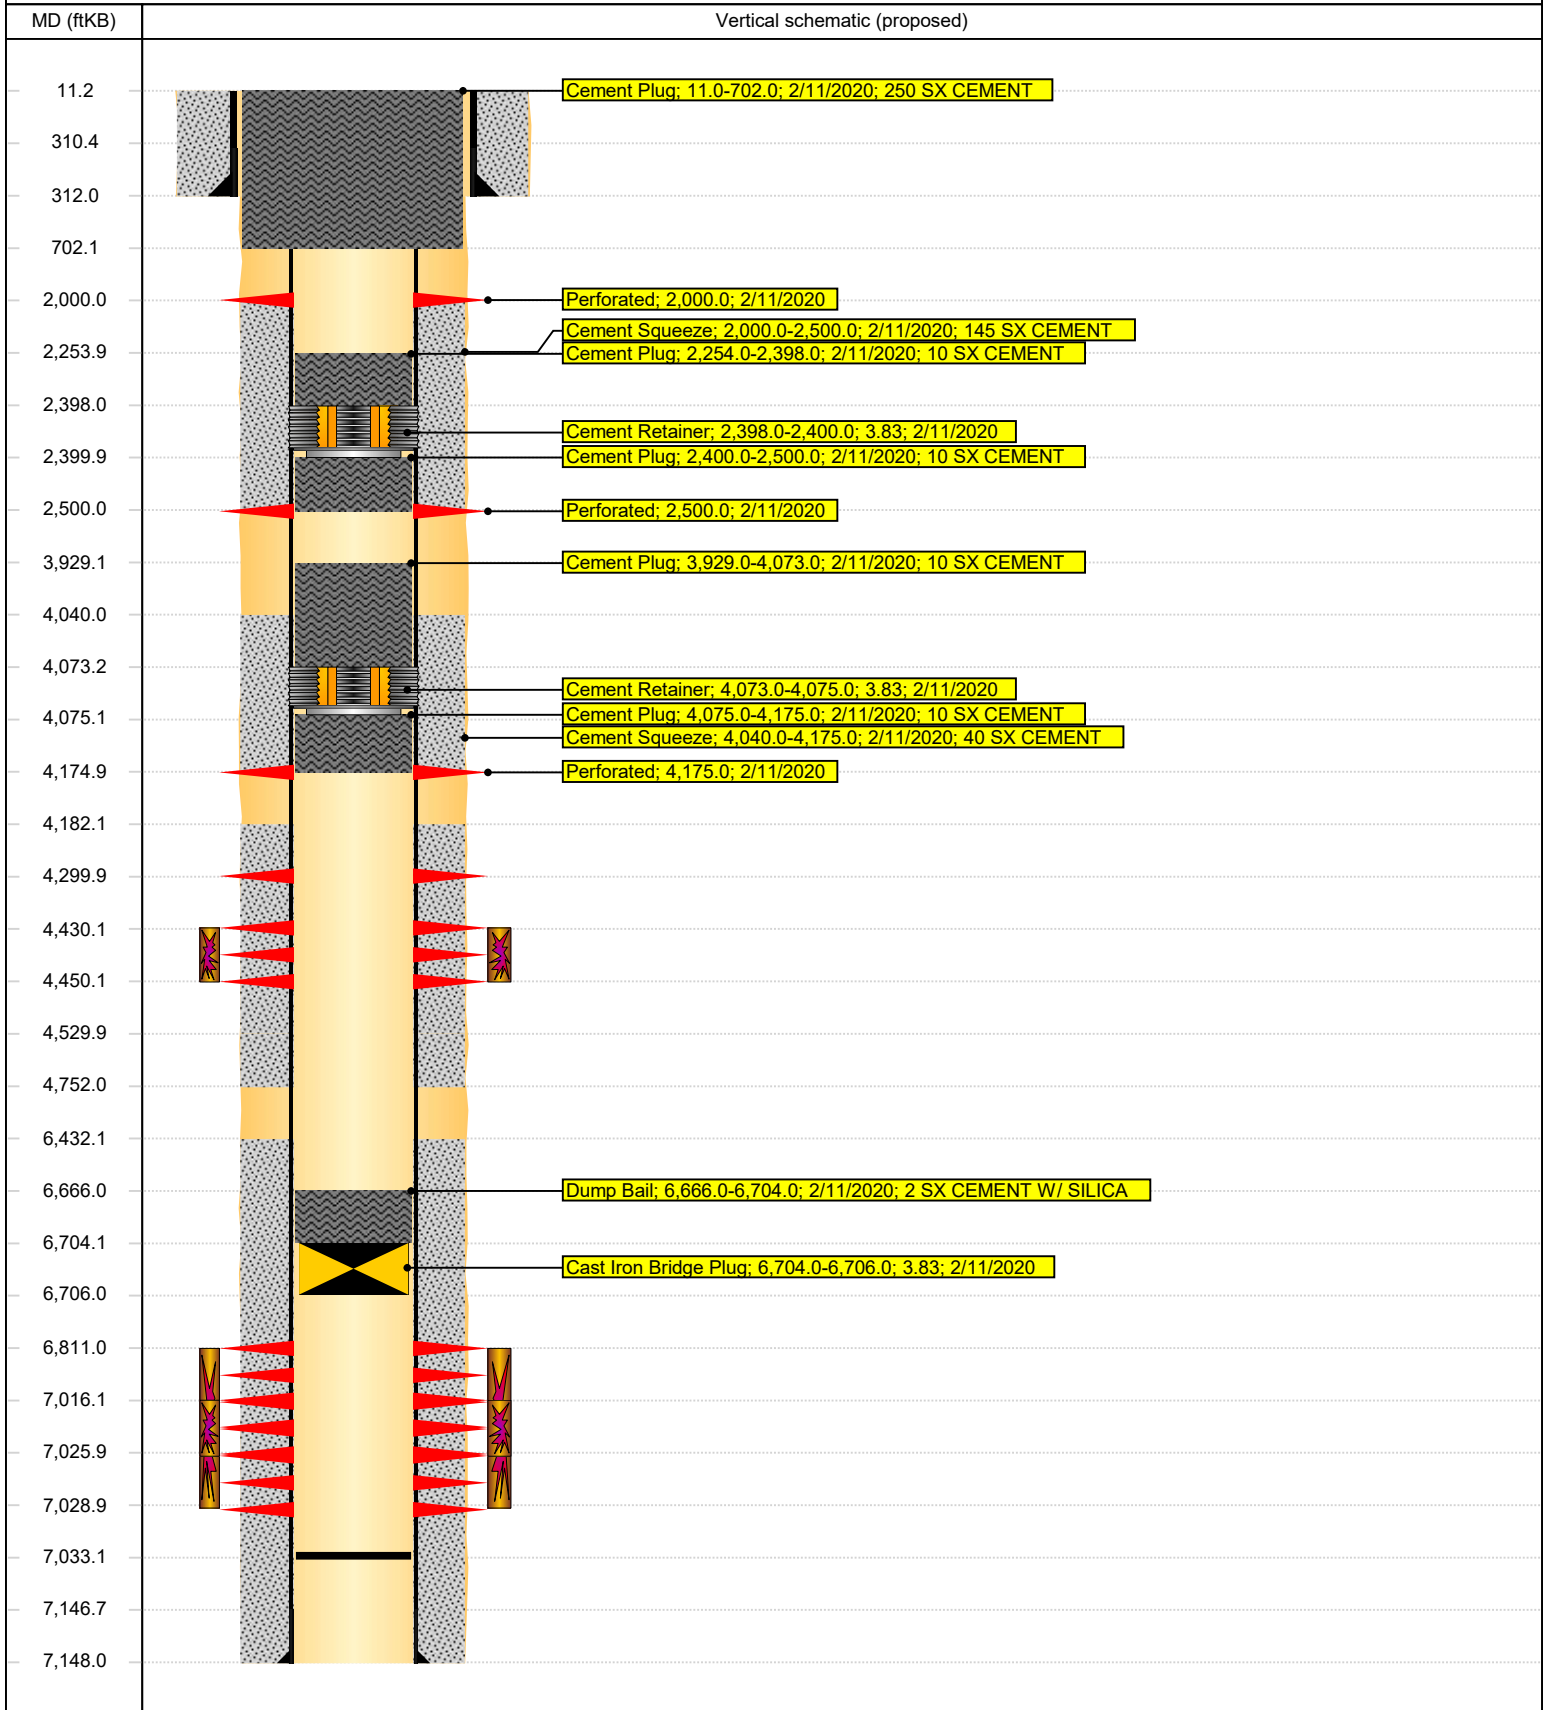 MD (ftKB)
Vertical schematic (proposed)
11.2
Cement Plug; 11.0-702.0; 2/11/2020; 250 SX CEMENT
310.4
312.0
702.1
2,000.0
Perforated; 2,000.0; 2/11/2020
Cement Squeeze; 2,000.0-2,500.0; 2/11/2020; 145 SX CEMENT
2,253.9
Cement Plug; 2,254.0-2,398.0; 2/11/2020; 10 SX CEMENT
2,398.0
Cement Retainer; 2,398.0-2,400.0; 3.83; 2/11/2020
2,399.9
Cement Plug; 2,400.0-2,500.0; 2/11/2020; 10 SX CEMENT
2,500.0
Perforated; 2,500.0; 2/11/2020
3,929.1
Cement Plug; 3,929.0-4,073.0; 2/11/2020; 10 SX CEMENT
4,040.0
4,073.2
Cement Retainer; 4,073.0-4,075.0; 3.83; 2/11/2020
4,075.1
Cement Plug; 4,075.0-4,175.0; 2/11/2020; 10 SX CEMENT
Cement Squeeze; 4,040.0-4,175.0; 2/11/2020; 40 SX CEMENT
4,174.9
Perforated; 4,175.0; 2/11/2020
4,182.1
4,299.9
4,430.1
4,450.1
4,529.9
4,752.0
6,432.1
6,666.0
Dump Bail; 6,666.0-6,704.0; 2/11/2020; 2 SX CEMENT W/ SILICA
6,704.1
Cast Iron Bridge Plug; 6,704.0-6,706.0; 3.83; 2/11/2020
6,706.0
6,811.0
7,016.1
7,025.9
7,028.9
7,033.1
7,146.7
7,148.0